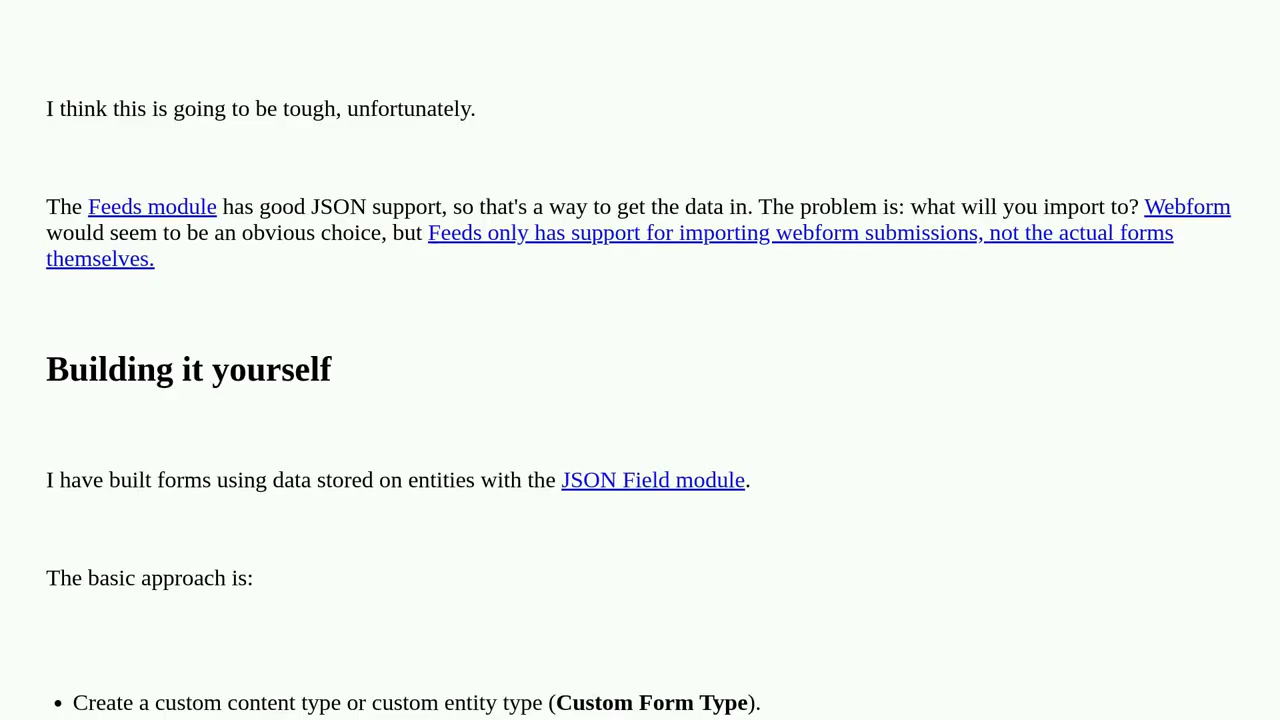 I think this is going to be tough, unfortunately.
The Feeds module has good JSON support, so that's a way to get the data in. The problem is: what will you import to? Webform
would seem to be an obvious choice, but Feeds only has support for importing webform submissions, not the actual forms
themselves.
Building it yourself
I have built forms using data stored on entities with the JSON Field module.
The basic approach is:
• Create a custom content type or custom entity type (Custom Form Type).